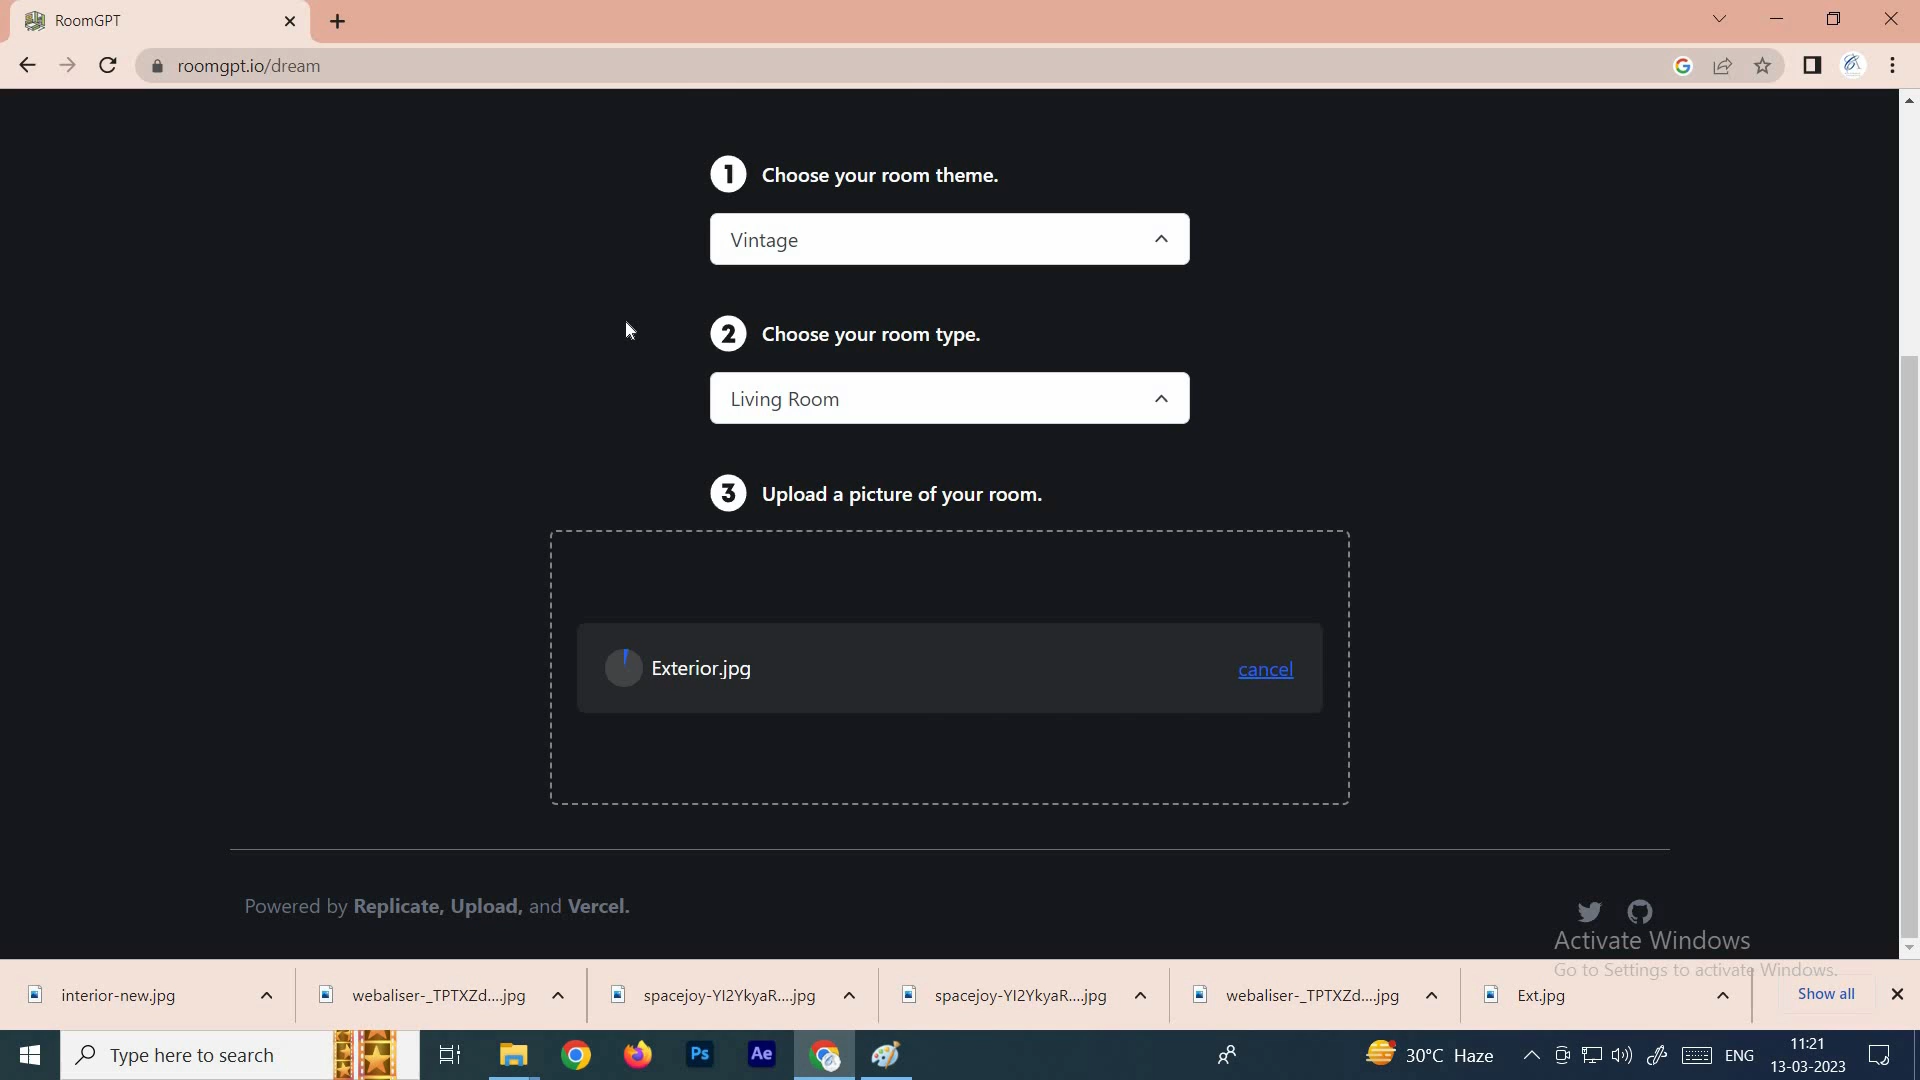 RoomGPT
roomgpt.io/dream
1 Choose your room theme.
Vintage
2 Choose your room type.
Living Room
3 Upload a picture of your room.
Exterior.jpg
cancel
Powered by Replicate, Upload, and Vercel.
Activate Windows
Go to Settings to activate Windows.
interior-new.jpg
webaliser-_TPTXZd....jpg
spacejoy-YI2YkyaR....jpg
spacejoy-YI2YkyaR....jpg
webaliser-_TPTXZd....jpg
Ext.jpg
Show all
Type here to search
Ps
Ae
30°C Haze
ENG
11:21
13-03-2023